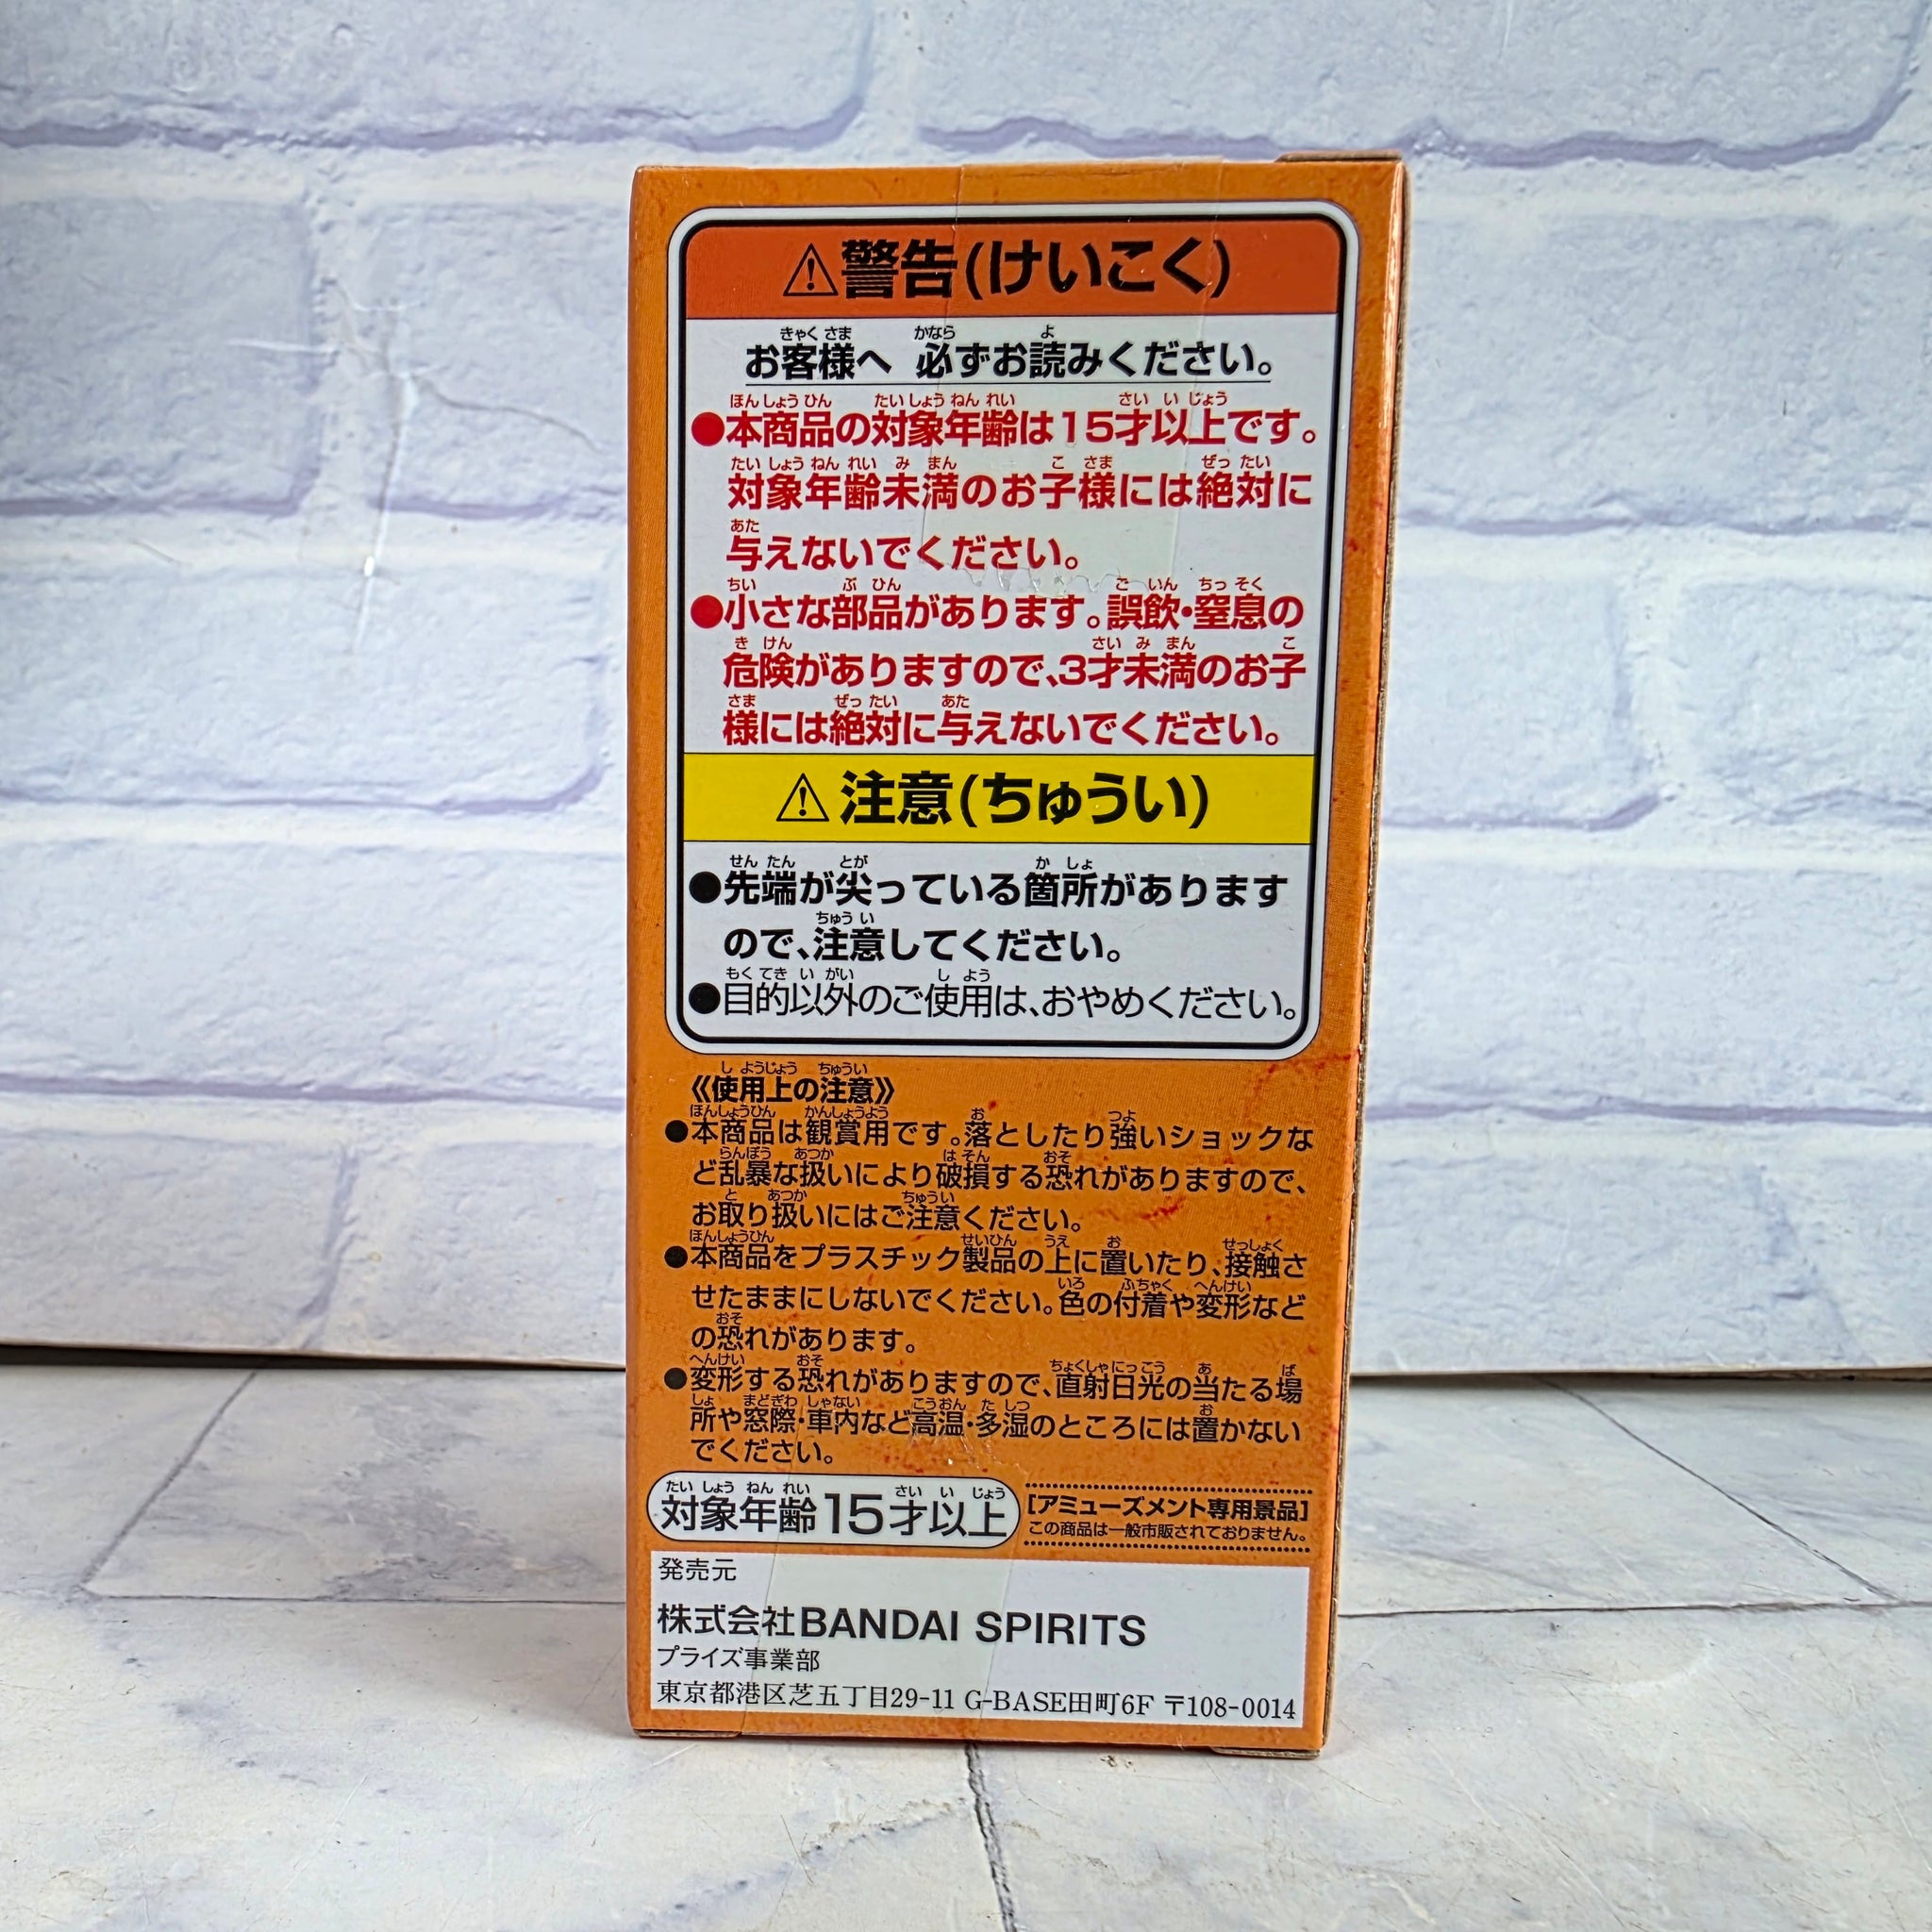 ⚠警告(けいこく)
お客様へ 必ずお読みください。
●本商品の対象年齢は15才以上です。
対象年齢未満のお子様には絶対に
与えないでください。
●小さな部品があります。誤飲・窒息の
危険がありますので、3才未満のお子
様には絶対に与えないでください。
⚠注意(ちゅうい)
●先端が尖っている箇所があります
ので、注意してください。
●目的以外のご使用は、おやめください。
《使用上の注意》
●本商品は観賞用です。落としたり強いショックな
ど乱暴な扱いにより破損する恐れがありますので、
お取り扱いにはご注意ください。
●本商品をプラスチック製品の上に置いたり、接触さ
せたままにしないでください。色の付着や変形など
の恐れがあります。
●変形する恐れがありますので、直射日光の当たる場
所や窓際・車内など高温・多湿のところには置かない
でください。
対象年齢15才以上
[アミューズメント専用景品]
この商品は一般市販されておりません。
発売元
株式会社BANDAI SPIRITS
プライズ事業部
東京都港区芝五丁目29-11 G-BASE田町6F 〒108-0014